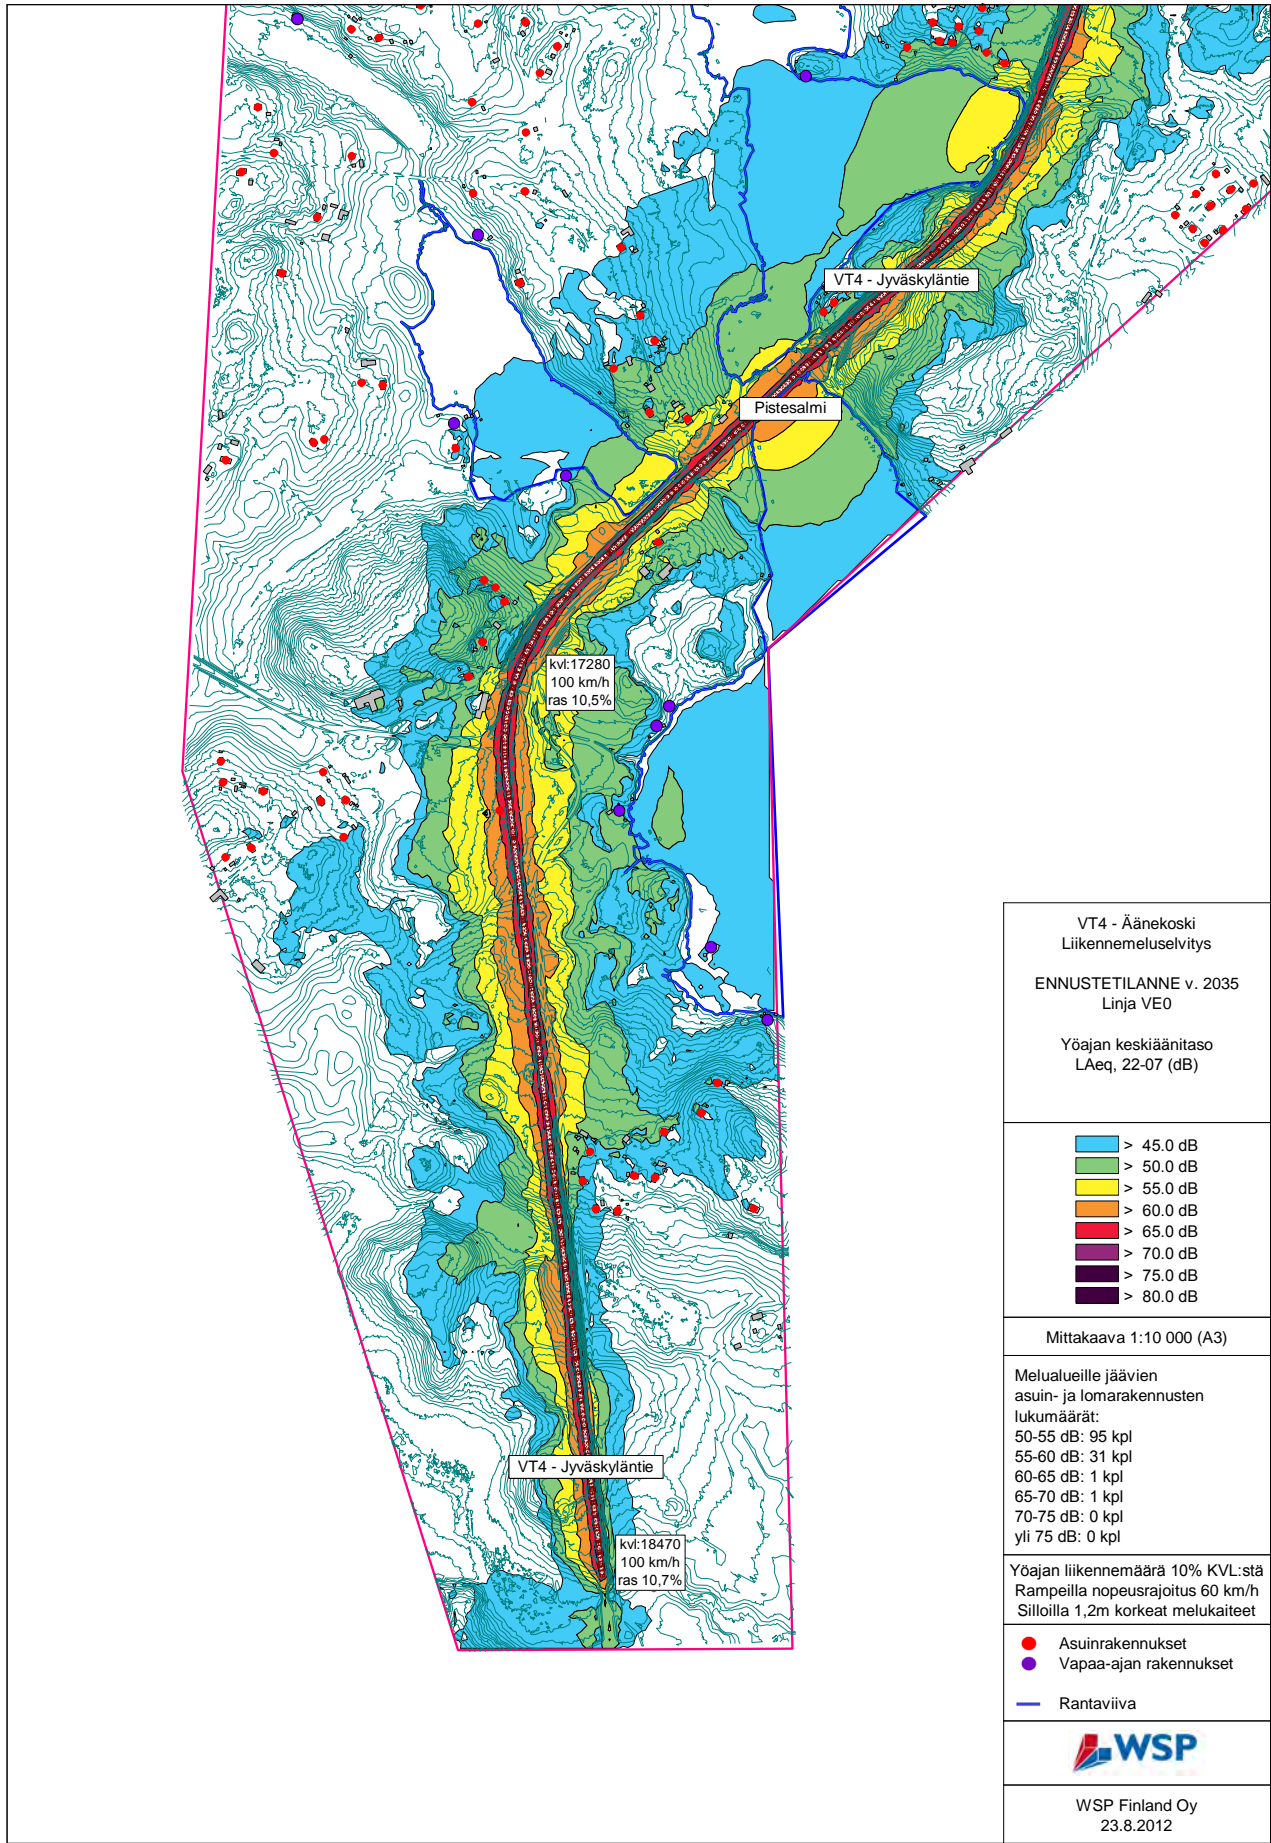 VT4 - Jyväskyläntie
Pistesalmi
kvl:17280
100 km/h
ras 10,5%
VT4 - Jyväskyläntie
kvl:18470
100 km/h
ras 10,7%
VT4 - Äänekoski
Liikennemeluselvitys
ENNUSTETILANNE v. 2035
Linja VE0
Yöajan keskiäänitaso
LAeq, 22-07 (dB)
> 45.0 dB
> 50.0 dB
> 55.0 dB
> 60.0 dB
> 65.0 dB
> 70.0 dB
> 75.0 dB
> 80.0 dB
Mittakaava 1:10 000 (A3)
Melualueille jäävien
asuin- ja lomarakennusten
lukumäärät:
50-55 dB: 95 kpl
55-60 dB: 31 kpl
60-65 dB: 1 kpl
65-70 dB: 1 kpl
70-75 dB: 0 kpl
yli 75 dB: 0 kpl
Yöajan liikennemäärä 10% KVL:stä
Rampeilla nopeusrajoitus 60 km/h
Silloilla 1,2m korkeat melukaiteet
Asuinrakennukset
Vapaa-ajan rakennukset
Rantaviiva
WSP
WSP Finland Oy
23.8.2012